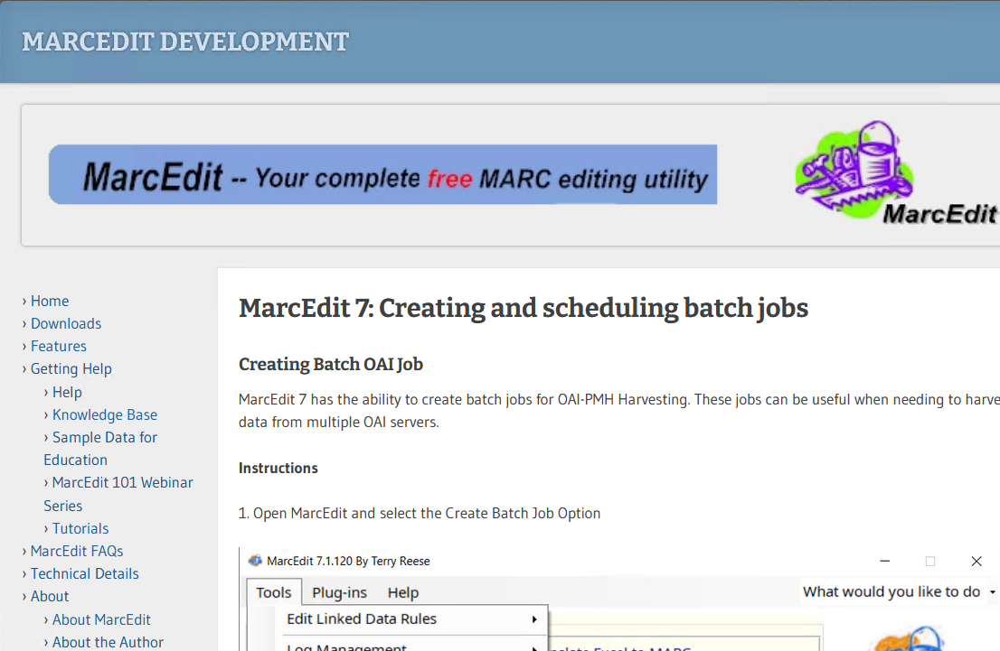 MARCEDIT DEVELOPMENT
MarcEdit -- Your complete free MARC editing utility
MarcEdit
› Home
› Downloads
› Features
› Getting Help
› Help
› Knowledge Base
› Sample Data for
Education
› MarcEdit 101 Webinar
Series
› Tutorials
› MarcEdit FAQs
› Technical Details
› About
› About MarcEdit
› About the Author
MarcEdit 7: Creating and scheduling batch jobs
Creating Batch OAI Job
MarcEdit 7 has the ability to create batch jobs for OAI-PMH Harvesting. These jobs can be useful when needing to harve
data from multiple OAI servers.
Instructions
1. Open MarcEdit and select the Create Batch Job Option
MarcEdit 7.1.120 By Terry Reese
Tools Plug-ins Help
What would you like to do
Edit Linked Data Rules
Log Management
Excel to MARC